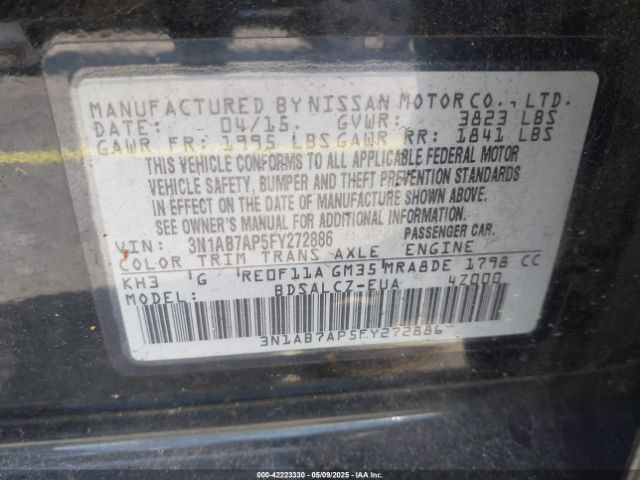 MANUFACTURED BY NISSAN MOTOR CO., LTD.
DATE: 04/15. GVWR: 3823 LBS
GAWR FR: 1995 LBS GAWR RR: 1841 LBS
THIS VEHICLE CONFORMS TO ALL APPLICABLE FEDERAL MOTOR
VEHICLE SAFETY, BUMPER AND THEFT PREVENTION STANDARDS
IN EFFECT ON THE DATE OF MANUFACTURE SHOWN ABOVE.
SEE OWNER'S MANUAL FOR ADDITIONAL INFORMATION.
VIN: 3N1AB7AP5FY272886 PASSENGER CAR.
COLOR TRIM TRANS AXLE ENGINE
KH3 G RE0F11A GM35 MRA8DE 1798 CC
MODEL: BDSALCZ-EUA 4Z000
3N1AB7AP5FY272886
000-42223330 - 05/09/2025 - IAAI.COM